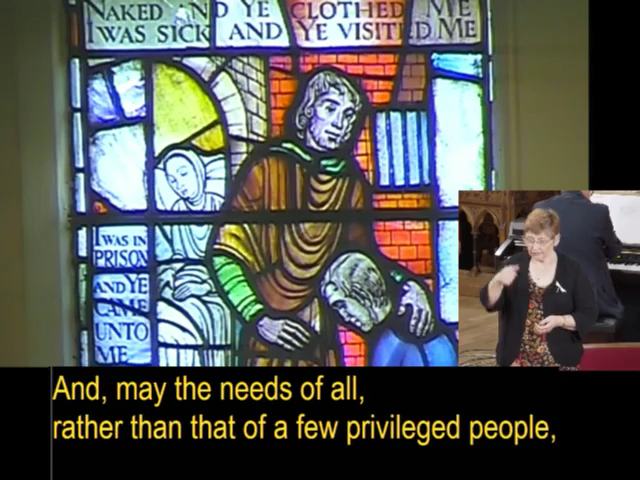 NAKED AND YE CLOTHED ME
I WAS SICK AND YE VISITED ME
I WAS IN
PRISON
AND YE
CAME
UNTO
ME
And, may the needs of all,
rather than that of a few privileged people,